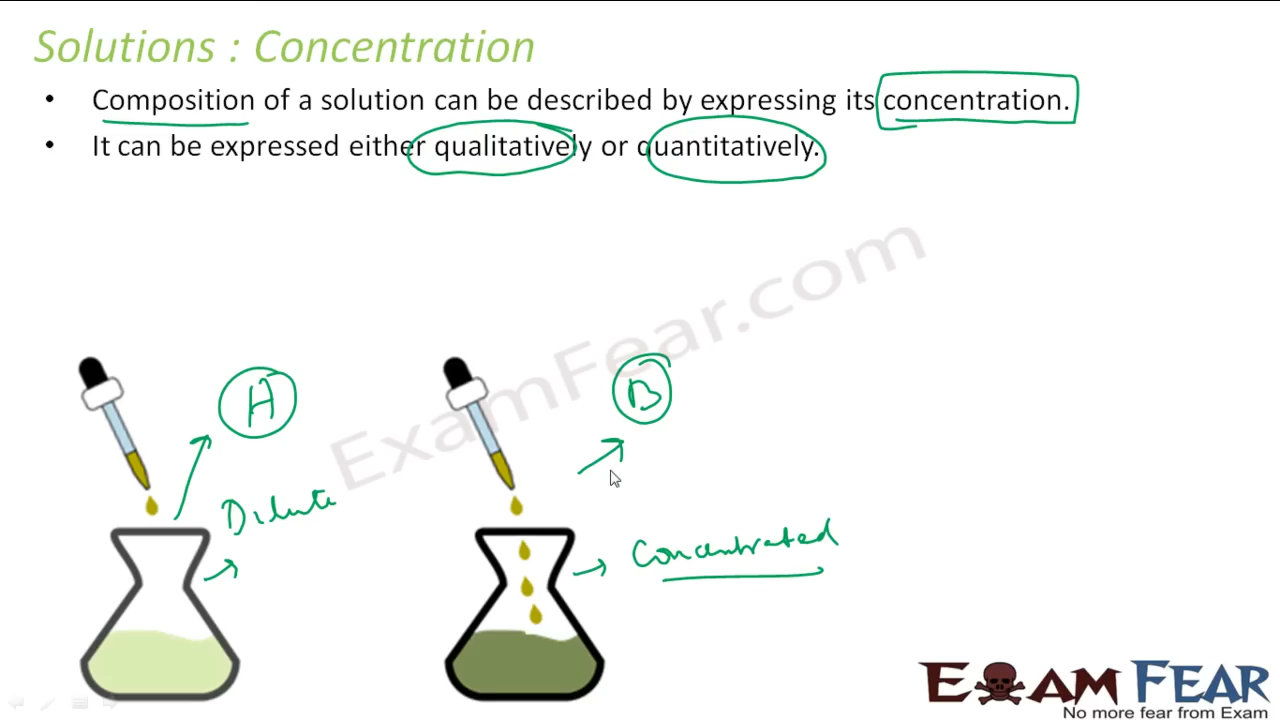 Solutions : Concentration
• Composition of a solution can be described by expressing its concentration.
• It can be expressed either qualitatively or quantitatively.
ExamFear.com
A
B
Dilute
Concentrated
EXAM FEAR
No more fear from Exam